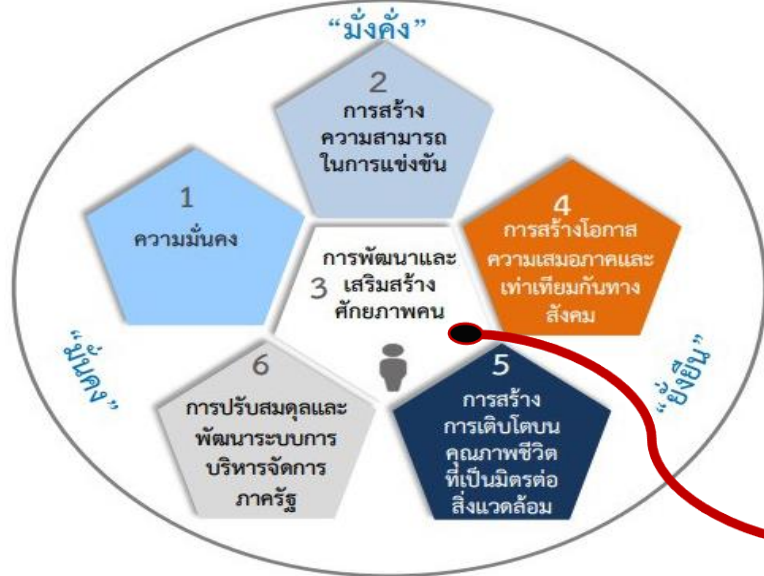 “มั่งคั่ง”
2
การสร้าง
ความสามารถ
ในการแข่งขัน
1
ความมั่นคง
4
การสร้างโอกาส
ความเสมอภาคและ
เท่าเทียมกันทาง
สังคม
การพัฒนาและ
3 เสริมสร้าง
ศักยภาพคน
“มั่นคง”
“ยั่งยืน”
6
การปรับสมดุลและ
พัฒนาระบบการ
บริหารจัดการ
ภาครัฐ
5
การสร้าง
การเติบโตบน
คุณภาพชีวิต
ที่เป็นมิตรต่อ
สิ่งแวดล้อม